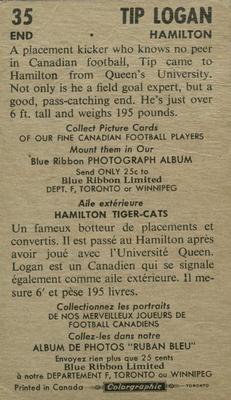 35 TIP LOGAN
END HAMILTON
A placement kicker who knows no peer
in Canadian football, Tip came to
Hamilton from Queen's University.
Not only is he a field goal expert, but a
good, pass-catching end. He's just over
6 ft. tall and weighs 195 pounds.
Collect Picture Cards
OF OUR FINE CANADIAN FOOTBALL PLAYERS
Mount them in Our
Blue Ribbon PHOTOGRAPH ALBUM
Send ONLY 25c to
Blue Ribbon Limited
DEPT. F, TORONTO or WINNIPEG
Aile extérieure
HAMILTON TIGER-CATS
Un fameux botteur de placements et
convertis. Il est passé au Hamilton après
avoir joué avec l'Université Queen.
Logan est un Canadien qui se signale
également comme aile extérieure. Il me-
sure 6' et pèse 195 livres.
Collectionnez les portraits
DE NOS MERVEILLEUX JOUEURS DE
FOOTBALL CANADIENS
Collez-les dans notre
ALBUM DE PHOTOS "RUBAN BLEU"
Envoyez rien plus que 25 cents
Blue Ribbon Limited
à notre DEPARTEMENT F, TORONTO ou WINNIPEG
Printed in Canada Colorgraphic TORONTO